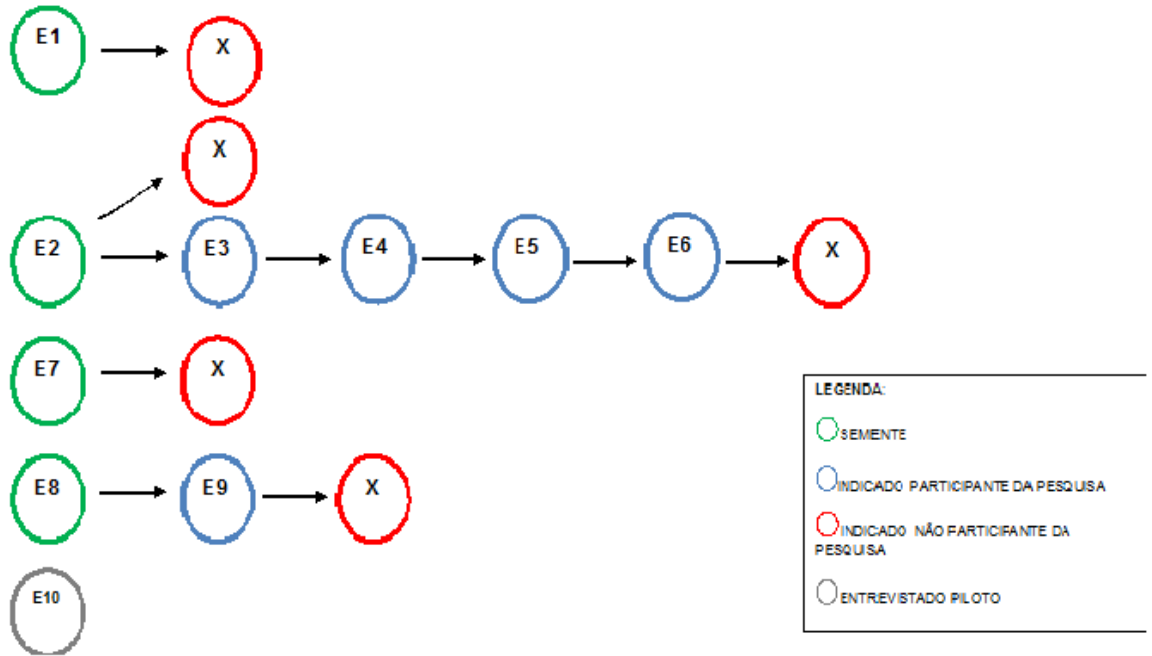 E1 X
X
E2 E3 E4 E5 E6 X
E7 X
E8 E9 X
E10
LEGENDA:
SEMENTE
INDICADO PARTICIPANTE DA PESQUISA
INDICADO NÃO PARTICIPANTE DA
PESQUISA
ENTREVISTADO PILOTO